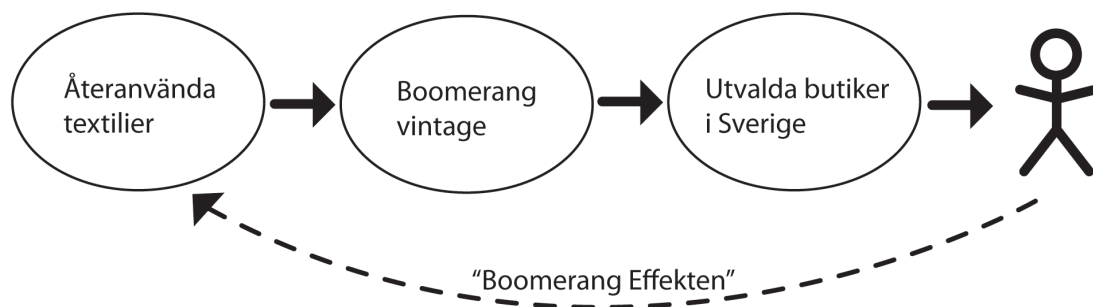 Återanvända
textilier
Boomerang
vintage
Utvalda butiker
i Sverige
“Boomerang Effekten”